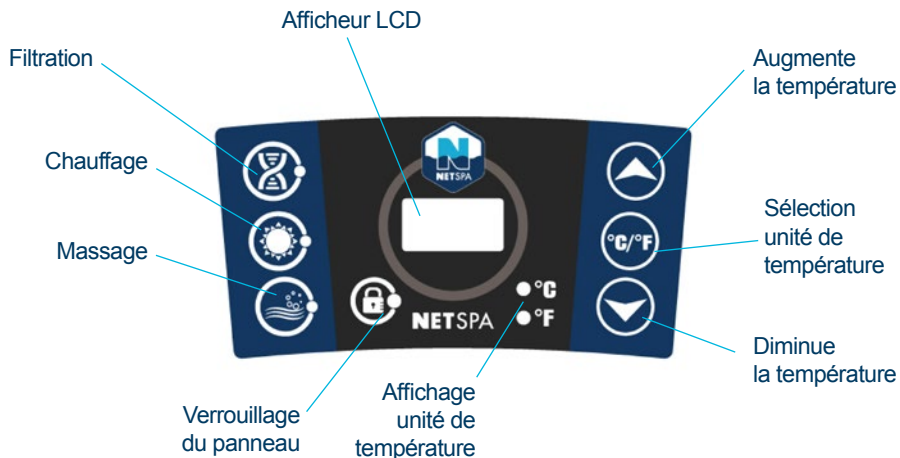 Afficheur LCD
Filtration
Augmente
la température
Chauffage
N
NETSPA
Sélection
unité de
température
°C/°F
Massage
°C
NETSPA
°F
Diminue
la température
Verrouillage
du panneau
Affichage
unité de
température